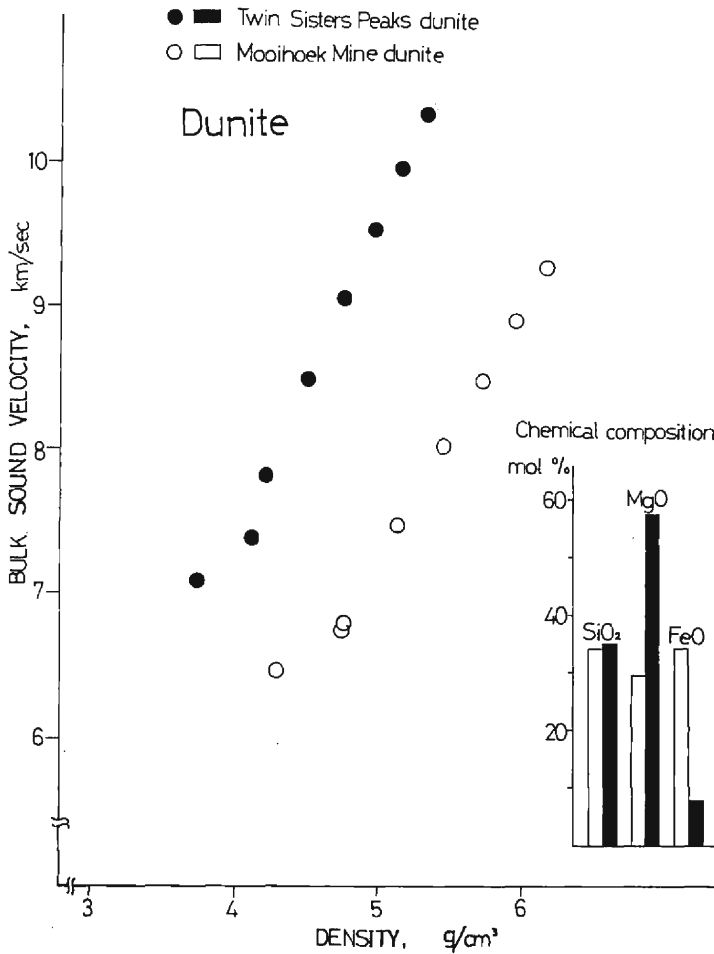 Twin Sisters Peaks dunite
Mooihoek Mine dunite
Dunite
BULK SOUND VELOCITY, km/sec
10
9
8
7
6
3
4
5
6
DENSITY, g/cm³
Chemical composition
mol %
60
40
20
SiO₂
MgO
FeO